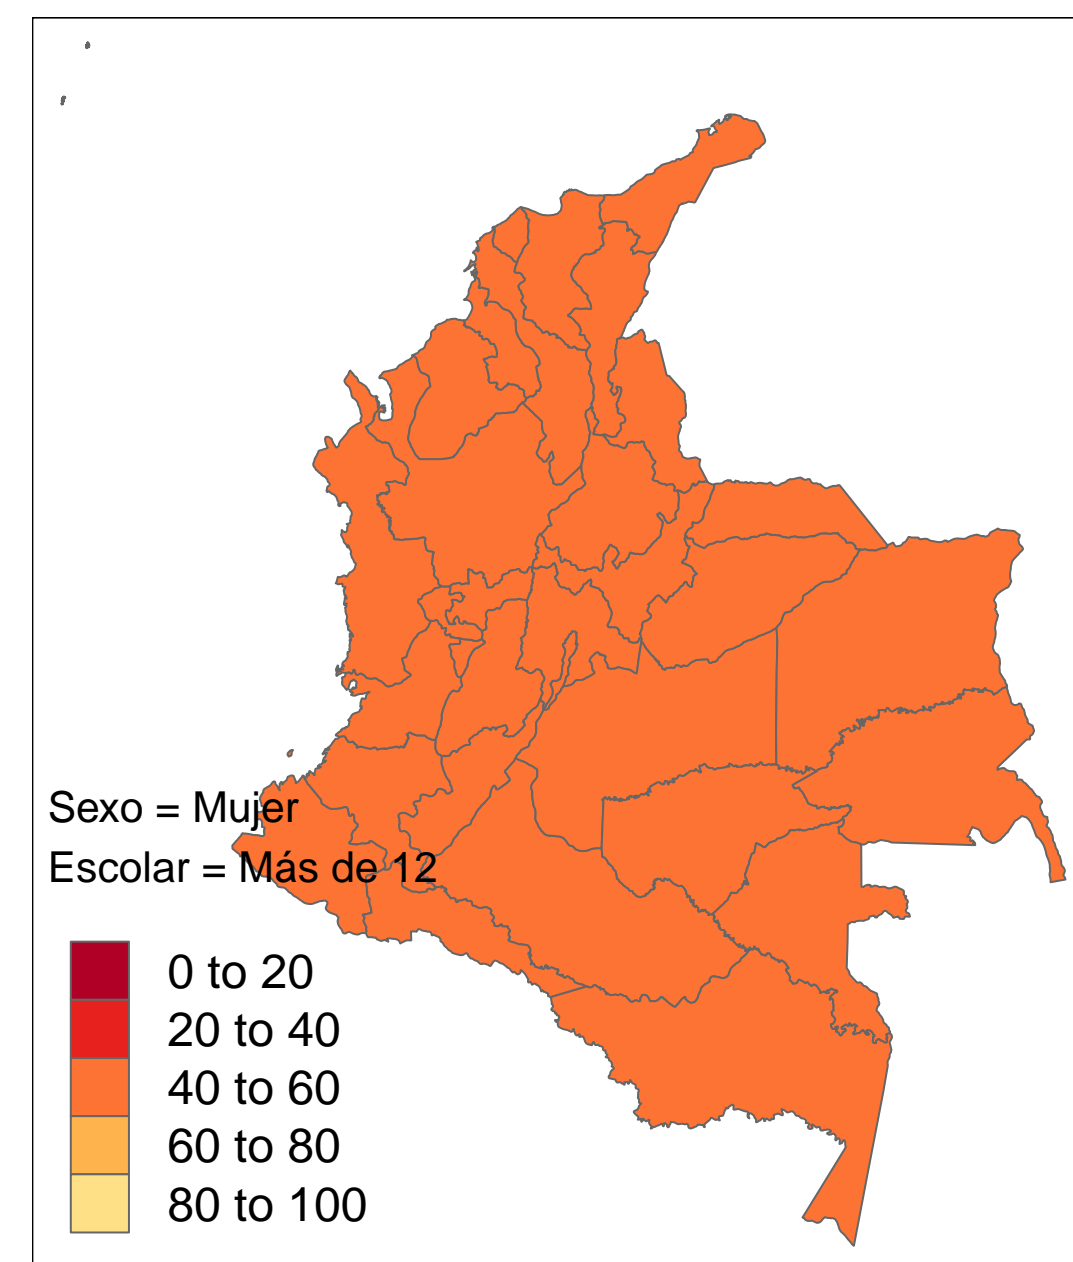 Sexo = Mujer
Escolar = Más de 12
0 to 20
20 to 40
40 to 60
60 to 80
80 to 100